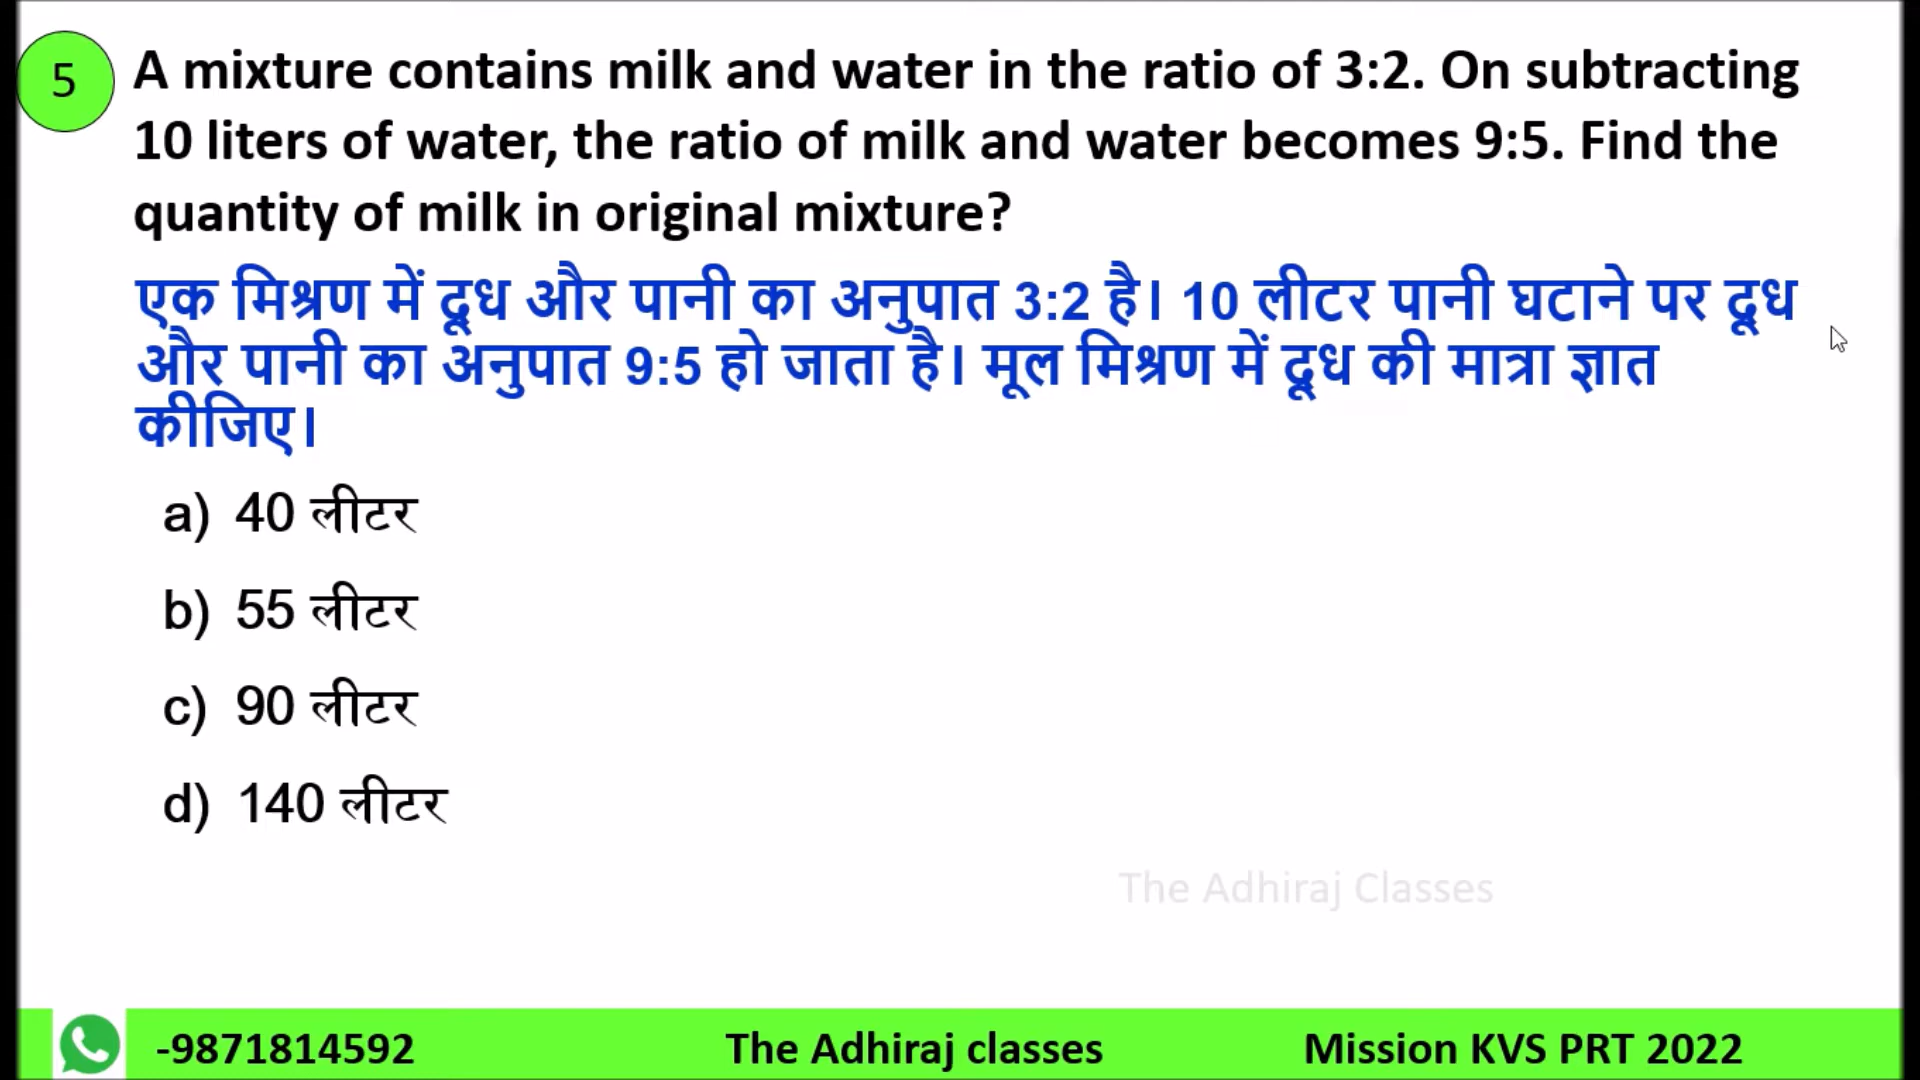 5
A mixture contains milk and water in the ratio of 3:2. On subtracting
10 liters of water, the ratio of milk and water becomes 9:5. Find the
quantity of milk in original mixture?
एक मिश्रण में दूध और पानी का अनुपात 3:2 है। 10 लीटर पानी घटाने पर दूध
और पानी का अनुपात 9:5 हो जाता है। मूल मिश्रण में दूध की मात्रा ज्ञात
कीजिए।
a) 40 लीटर
b) 55 लीटर
c) 90 लीटर
d) 140 लीटर
The Adhiraj Classes
-9871814592 The Adhiraj classes Mission KVS PRT 2022